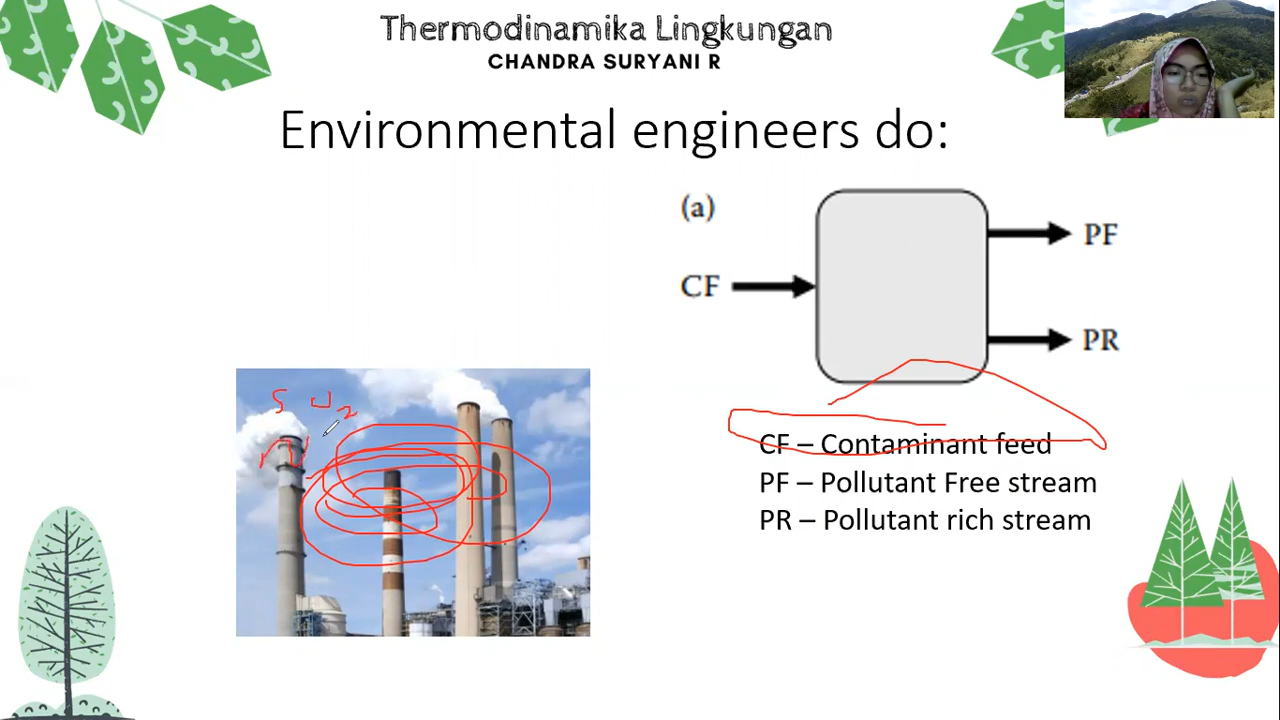 Thermodinamika Lingkungan
CHANDRA SURYANI R
Environmental engineers do:
(a)
PF
CF
PR
CF – Contaminant feed
PF – Pollutant Free stream
PR – Pollutant rich stream